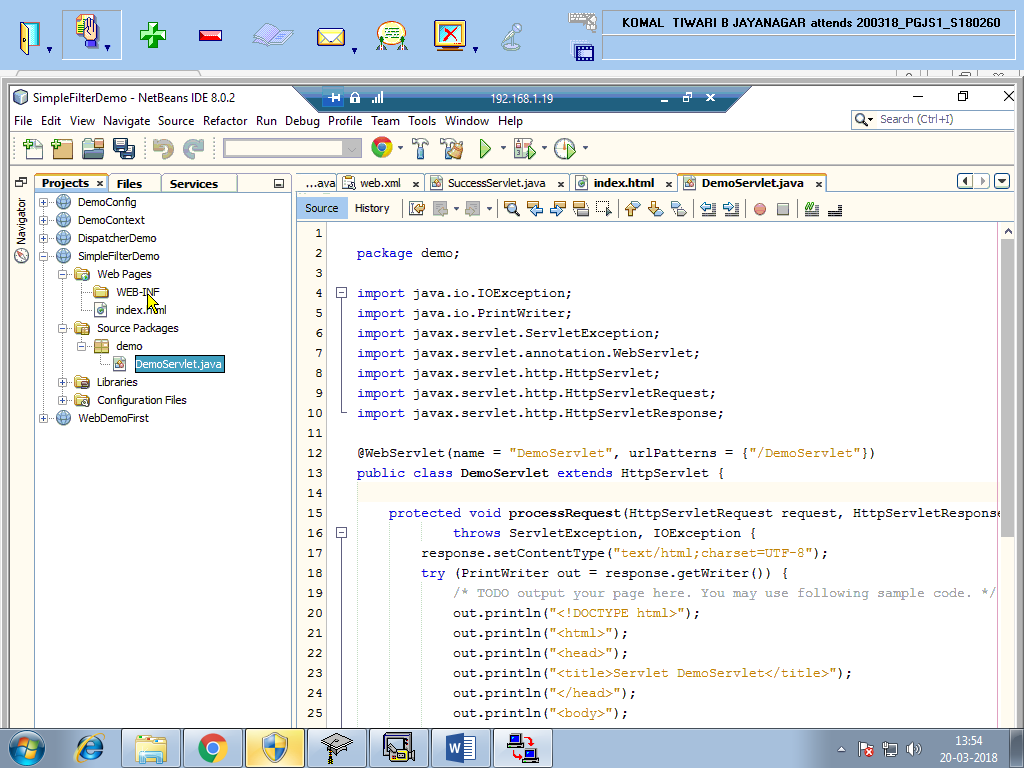 KOMAL TIWARI B JAYANAGAR attends 200318_PGJS1_S180260
SimpleFilterDemo - NetBeans IDE 8.0.2
192.168.1.19
File Edit View Navigate Source Refactor Run Debug Profile Team Tools Window Help
Search (Ctrl+I)
Projects Files Services
...ava web.xml SuccessServlet.java index.html DemoServlet.java
Navigator
Source History
DemoConfig
DemoContext
DispatcherDemo
SimpleFilterDemo
Web Pages
WEB-INF
index.html
Source Packages
demo
DemoServlet.java
Libraries
Configuration Files
WebDemoFirst
1
2 package demo;
3
4 import java.io.IOException;
5 import java.io.PrintWriter;
6 import javax.servlet.ServletException;
7 import javax.servlet.annotation.WebServlet;
8 import javax.servlet.http.HttpServlet;
9 import javax.servlet.http.HttpServletRequest;
10 import javax.servlet.http.HttpServletResponse;
11
12 @WebServlet(name = "DemoServlet", urlPatterns = {"/DemoServlet"})
13 public class DemoServlet extends HttpServlet {
14
15 protected void processRequest(HttpServletRequest request, HttpServletResponse
16 throws ServletException, IOException {
17 response.setContentType("text/html;charset=UTF-8");
18 try (PrintWriter out = response.getWriter()) {
19 /* TODO output your page here. You may use following sample code. */
20 out.println("<!DOCTYPE html>");
21 out.println("<html>");
22 out.println("<head>");
23 out.println("<title>Servlet DemoServlet</title>");
24 out.println("</head>");
25 out.println("<body>");
13:54
20-03-2018